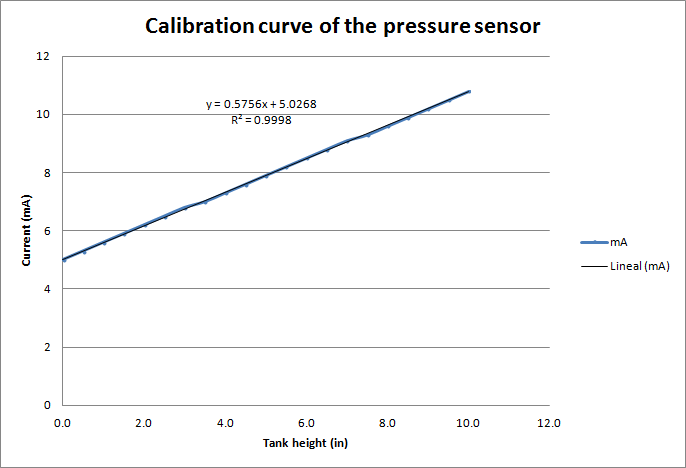 Calibration curve of the pressure sensor
12
10
8
6
4
2
0
y = 0.5756x + 5.0268
R² = 0.9998
Current (mA)
0.0 2.0 4.0 6.0 8.0 10.0 12.0
Tank height (in)
mA
Lineal (mA)